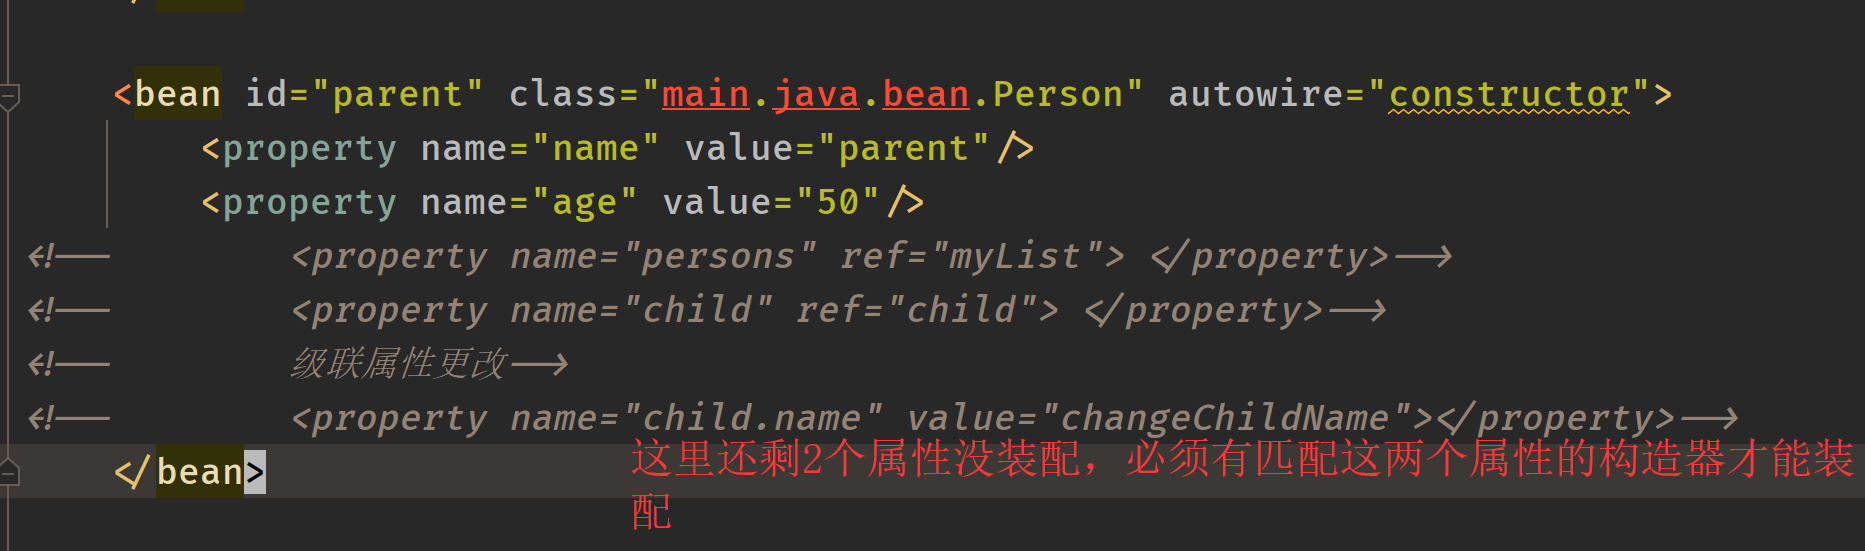 <bean id="parent" class="main.java.bean.Person" autowire="constructor">
<property name="name" value="parent"/>
<property name="age" value="50"/>
<!-- <property name="persons" ref="myList"> </property>-->
<!-- <property name="child" ref="child"> </property>-->
<!-- 级联属性更改-->
<!-- <property name="child.name" value="changeChildName"></property>-->
</bean>
这里还剩2个属性没装配，必须有匹配这两个属性的构造器才能装
配